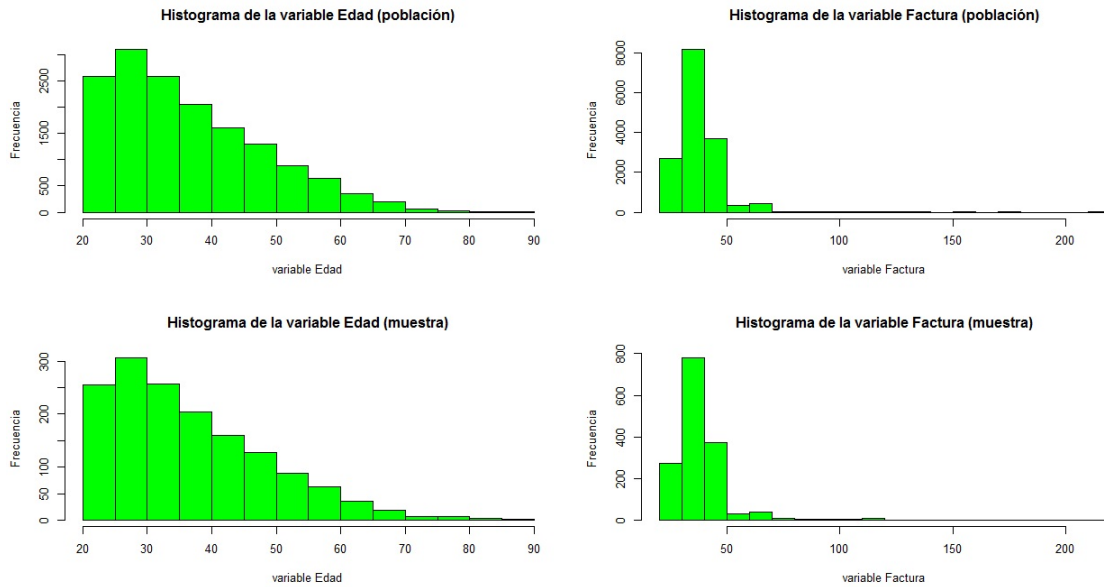 Histograma de la variable Edad (población)
Frecuencia
0 500 1500 2500
20 30 40 50 60 70 80 90
variable Edad
Histograma de la variable Factura (población)
Frecuencia
0 2000 4000 6000 8000
50 100 150 200
variable Factura
Histograma de la variable Edad (muestra)
Frecuencia
0 50 100 200 300
20 30 40 50 60 70 80 90
variable Edad
Histograma de la variable Factura (muestra)
Frecuencia
0 200 400 600 800
50 100 150 200
variable Factura